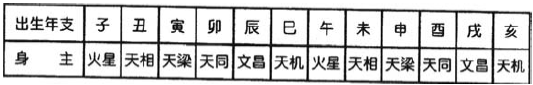 出生年支 子 丑 寅 卯 辰 巳 午 未 申 酉 戌 亥
身 主 火星 天相 天梁 天同 文昌 天机 火星 天相 天梁 天同 文昌 天机